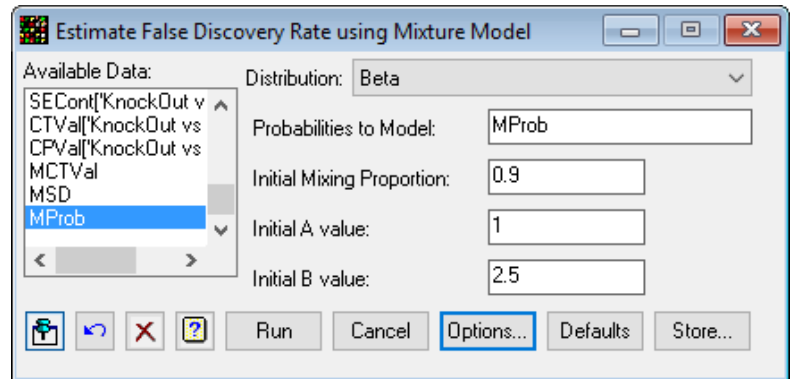 Estimate False Discovery Rate using Mixture Model
Available Data:
SECont['KnockOut v
CTVal['KnockOut vs
CPVal['KnockOut vs
MCTVal
MSD
MProb
Distribution: Beta
Probabilities to Model: MProb
Initial Mixing Proportion: 0.9
Initial A value: 1
Initial B value: 2.5
? Run Cancel Options... Defaults Store...